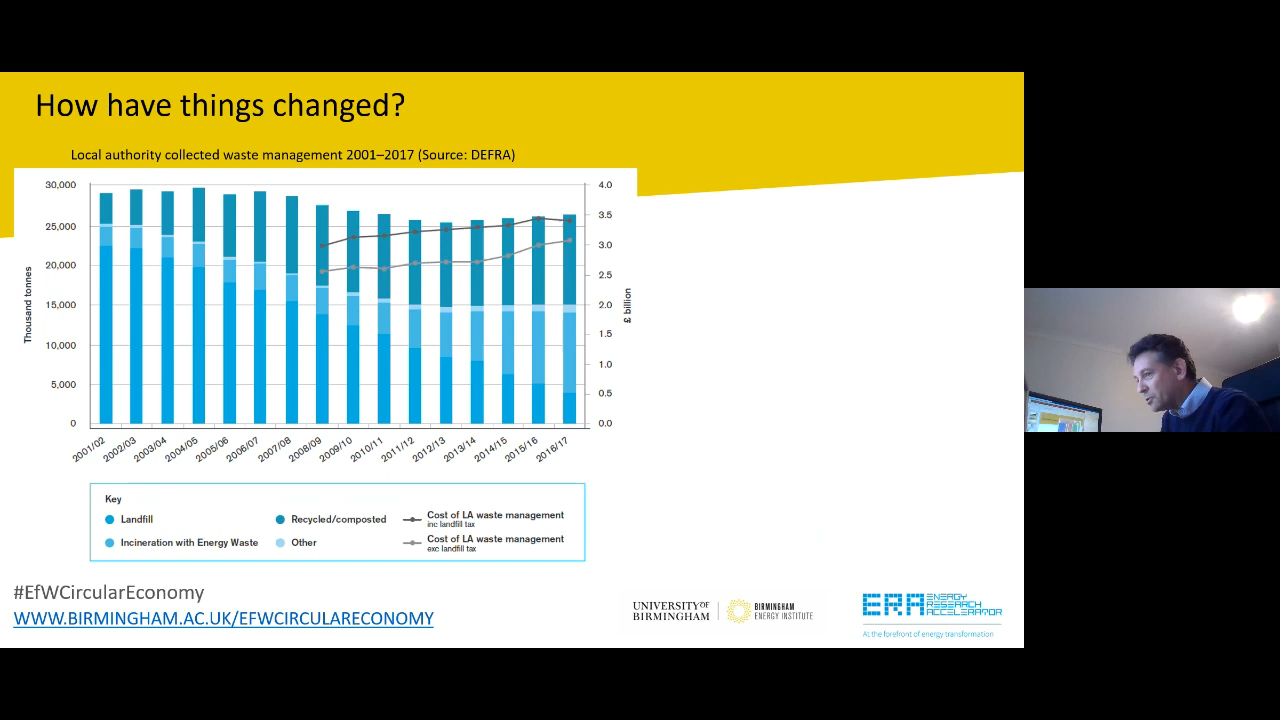 How have things changed?
Local authority collected waste management 2001–2017 (Source: DEFRA)
30,000
25,000
20,000
15,000
10,000
5,000
0
Thousand tonnes
4.0
3.5
3.0
2.5
2.0
1.5
1.0
0.5
0.0
£ billion
2001/02
2002/03
2003/04
2004/05
2005/06
2006/07
2007/08
2008/09
2009/10
2010/11
2011/12
2012/13
2013/14
2014/15
2015/16
2016/17
Key
Landfill
Recycled/composted
Cost of LA waste management
inc landfill tax
Incineration with Energy Waste
Other
Cost of LA waste management
exc landfill tax
#EfWCircularEconomy
WWW.BIRMINGHAM.AC.UK/EFWCIRCULARECONOMY
UNIVERSITYOF
BIRMINGHAM
BIRMINGHAM
ENERGY INSTITUTE
ERA
ENERGY
RESEARCH
ACCELERATOR
At the forefront of energy transformation